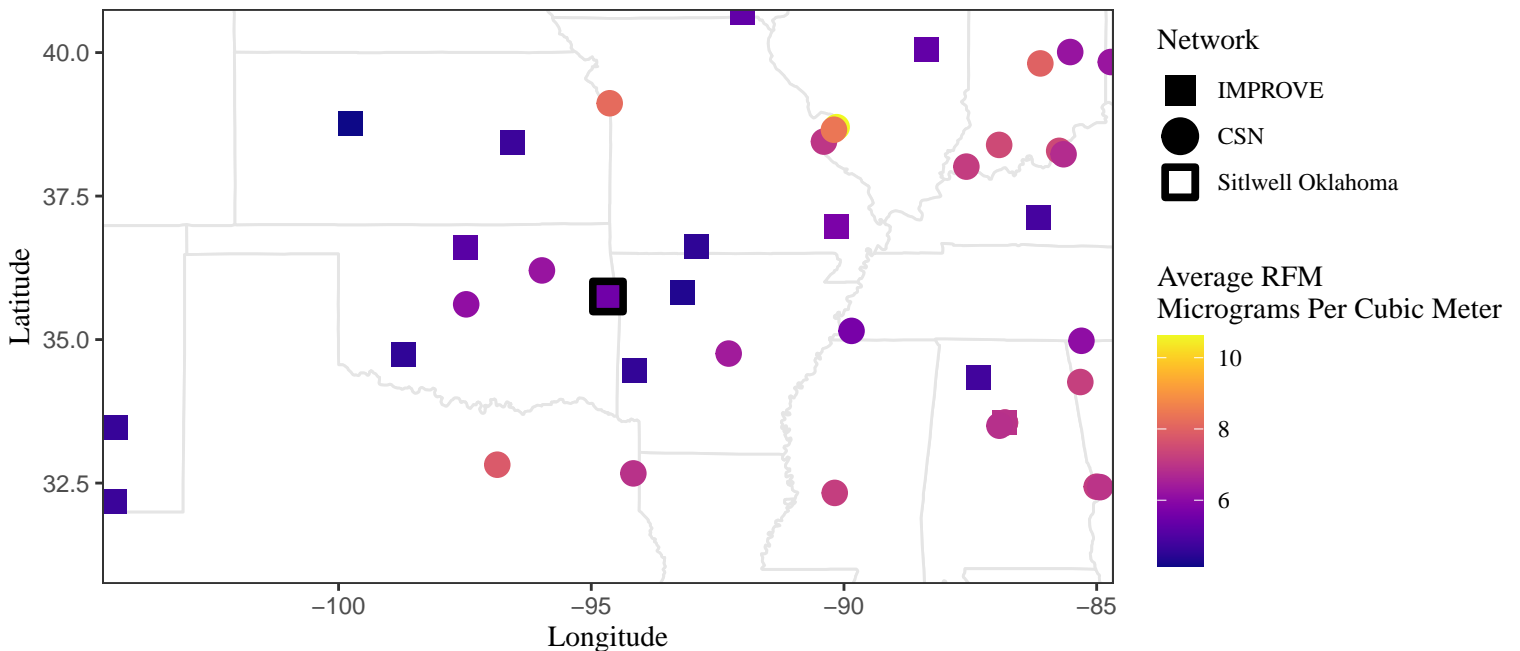 40.0
37.5
35.0
32.5
Latitude
−100
−95
−90
−85
Longitude
Network
IMPROVE
CSN
Sitlwell Oklahoma
Average RFM
Micrograms Per Cubic Meter
10
8
6